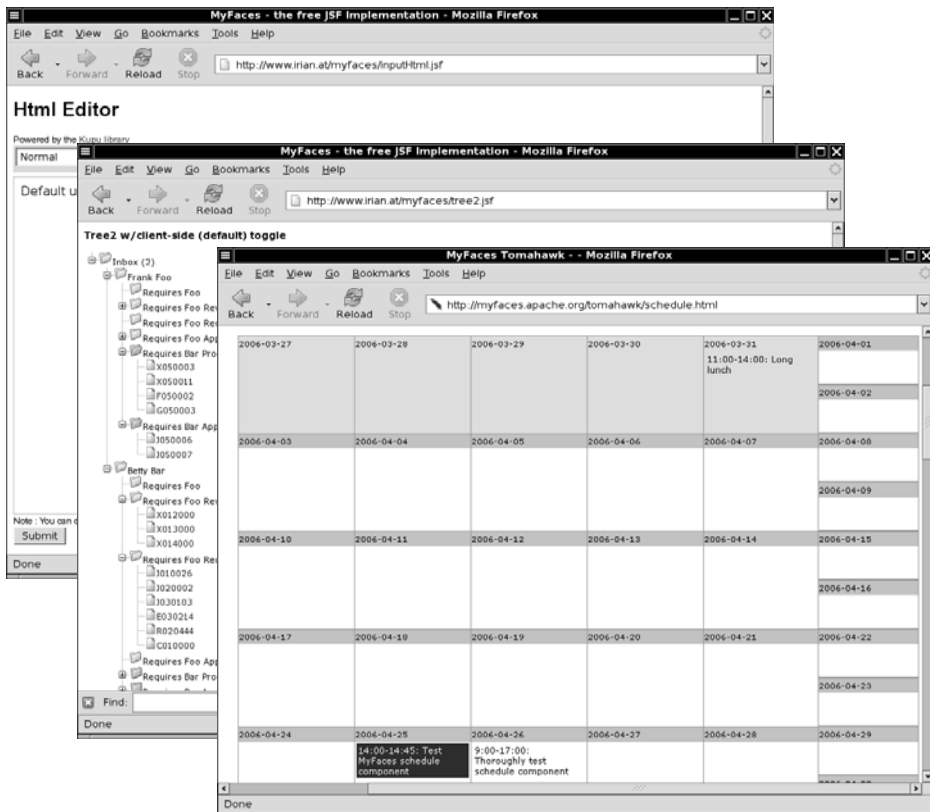 MyFaces - the free JSF Implementation - Mozilla Firefox
File Edit View Go Bookmarks Tools Help
Back Forward Reload Stop
http://www.irian.at/myfaces/inputHtml.jsf
Html Editor
Powered by the Kupu library
Normal
Default u
Note : You can
Submit
Done
MyFaces - the free JSF Implementation - Mozilla Firefox
File Edit View Go Bookmarks Tools Help
Back Forward Reload Stop
http://www.irian.at/myfaces/tree2.jsf
Tree2 w/client-side (default) toggle
Inbox (2)
Frank Foo
Requires Foo
Requires Foo Rev
Requires Foo Re
Requires Foo App
Requires Bar Pro
X050003
X050011
F050002
G050003
Requires Bar App
J050006
J050007
Betty Bar
Requires Foo
Requires Foo Rev
X012000
X013000
X014000
Requires Foo Re
J010026
J020002
J030103
E030214
R020444
C010000
Requires Foo App
Requires Bar Pro
Find:
Done
MyFaces Tomahawk - - Mozilla Firefox
File Edit View Go Bookmarks Tools Help
Back Forward Reload Stop
http://myfaces.apache.org/tomahawk/schedule.html
2006-03-27 2006-03-28 2006-03-29 2006-03-30 2006-03-31 2006-04-01
11:00-14:00: Long
lunch
2006-04-02
2006-04-03 2006-04-04 2006-04-05 2006-04-06 2006-04-07 2006-04-08
2006-04-09
2006-04-10 2006-04-11 2006-04-12 2006-04-13 2006-04-14 2006-04-15
2006-04-16
2006-04-17 2006-04-18 2006-04-19 2006-04-20 2006-04-21 2006-04-22
2006-04-23
2006-04-24 2006-04-25 2006-04-26 2006-04-27 2006-04-28 2006-04-29
14:00-14:45: Test
MyFaces schedule
component
9:00-17:00:
Thoroughly test
schedule component
Done